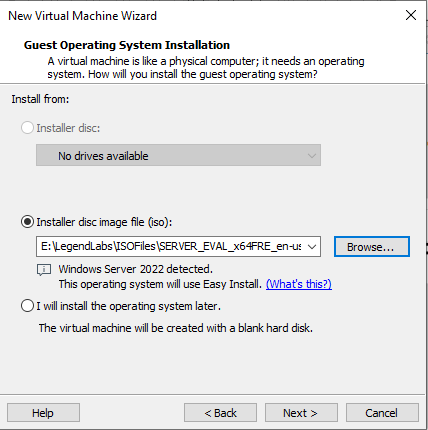 New Virtual Machine Wizard
Guest Operating System Installation
A virtual machine is like a physical computer; it needs an operating
system. How will you install the guest operating system?
Install from:
Installer disc:
No drives available
Installer disc image file (iso):
E:\LegendLabs\ISOFiles\SERVER_EVAL_x64FRE_en-us
Browse...
Windows Server 2022 detected.
This operating system will use Easy Install. (What's this?)
I will install the operating system later.
The virtual machine will be created with a blank hard disk.
Help
< Back
Next >
Cancel